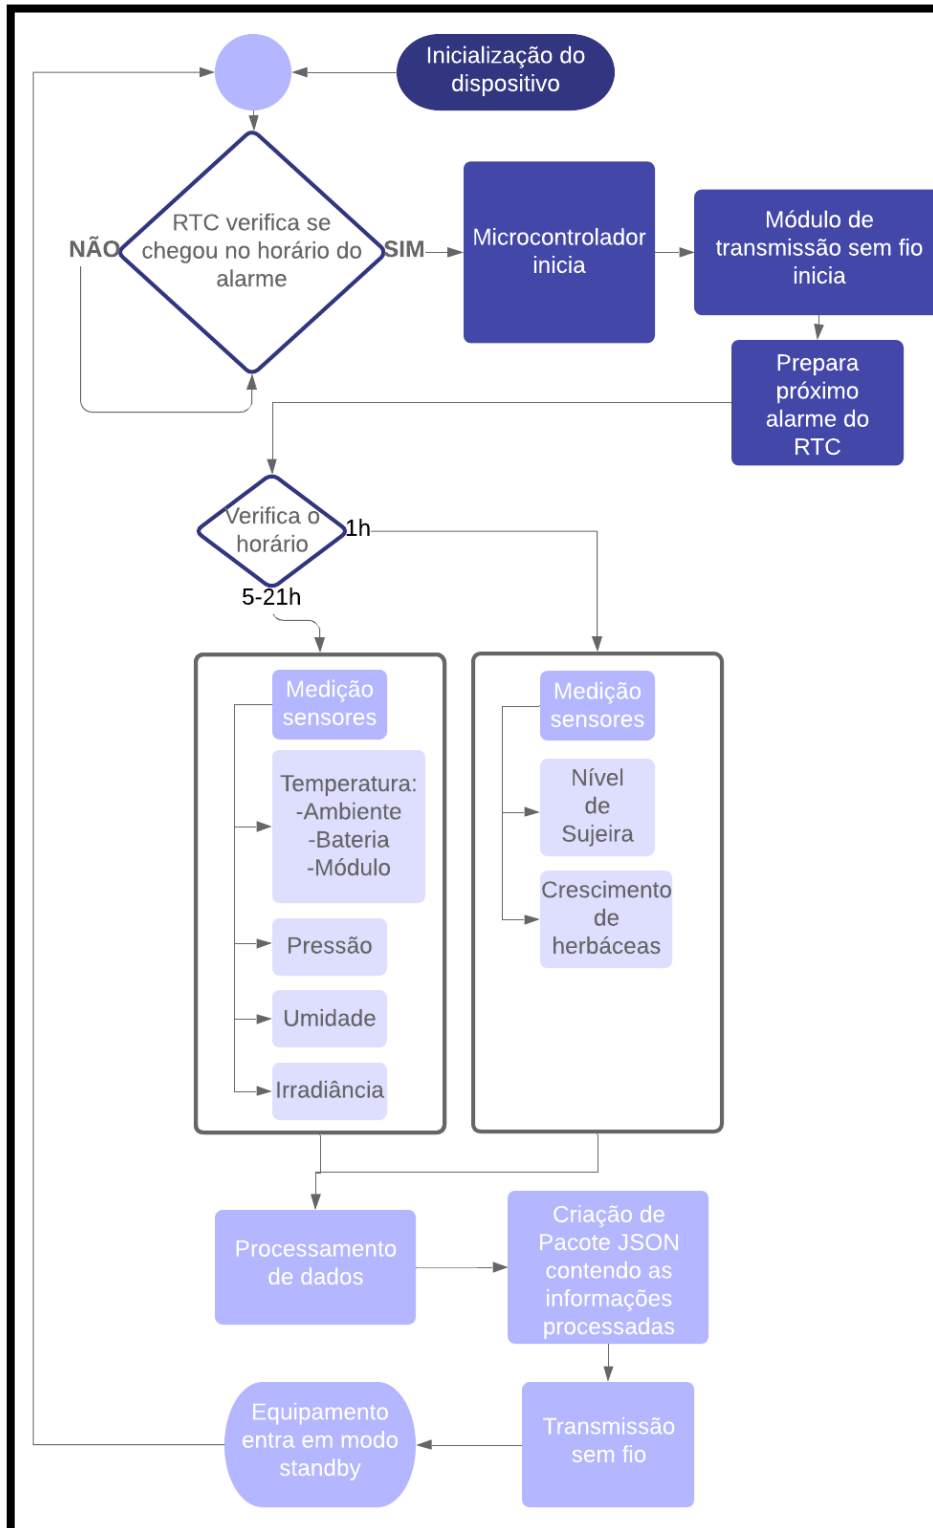 Inicialização do
dispositivo
RTC verifica se
chegou no horário do
alarme
NÃO
SIM
Microcontrolador
inicia
Módulo de
transmissão sem fio
inicia
Prepara
próximo
alarme do
RTC
Verifica o
horário
1h
5-21h
Medição
sensores
Temperatura:
-Ambiente
-Bateria
-Módulo
Pressão
Umidade
Irradiância
Medição
sensores
Nível
de
Sujeira
Crescimento
de
herbáceas
Processamento
de dados
Criação de
Pacote JSON
contendo as
informações
processadas
Transmissão
sem fio
Equipamento
entra em modo
standby